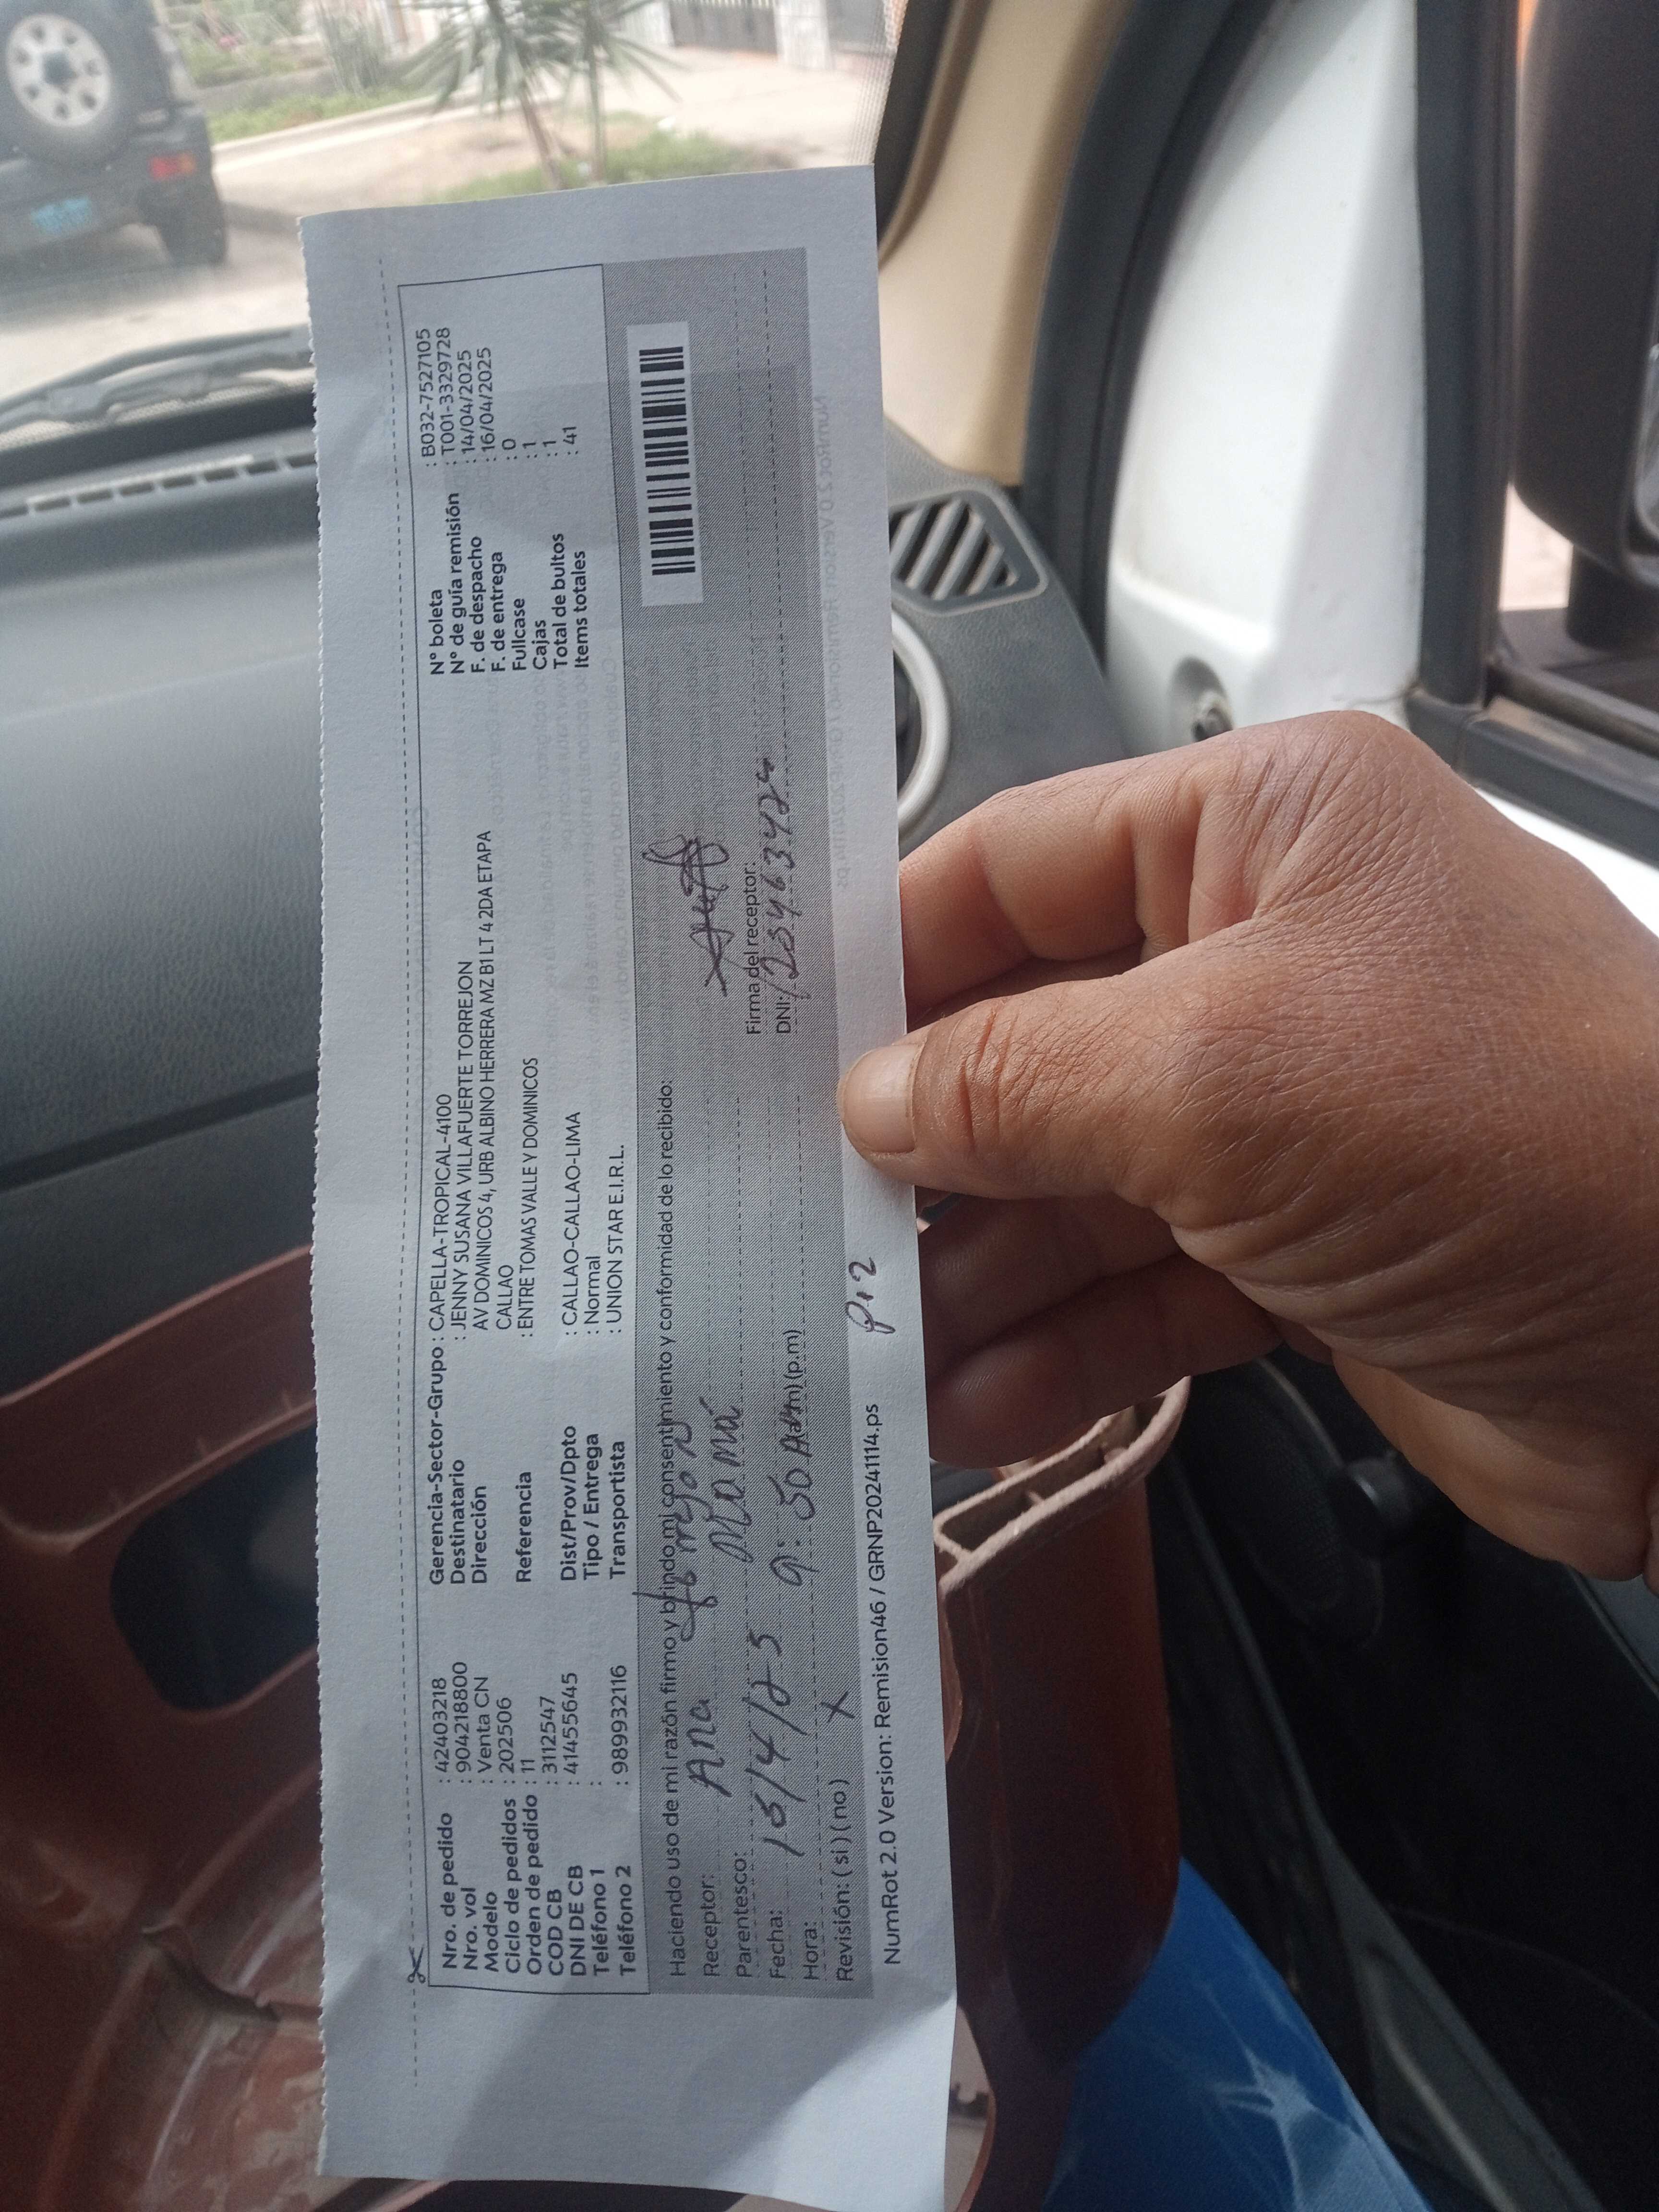 Nro. de pedido : 42403218
Nro. vol : 904218800
Modelo : Venta CN
Ciclo de pedidos : 202506
Orden de pedido : 11
COD CB : 3112547
DNI DE CB : 41455645
Teléfono 1 :
Teléfono 2 : 989932116
Gerencia-Sector-Grupo : CAPELLA-TROPICAL-4100
Destinatario : JENNY SUSANA VILLAFUERTE TORREJON
Dirección AV DOMINICOS 4, URB ALBINO HERRERA MZ B1 LT 4 2DA ETAPA
CALLAO
Referencia : ENTRE TOMAS VALLE Y DOMINICOS
Dist/Prov/Dpto : CALLAO-CALLAO-LIMA
Tipo / Entrega : Normal
Transportista : UNION STAR E.I.R.L.
N° boleta : B032-7527105
N° de guía remisión : T001-3329728
F. de despacho : 14/04/2025
F. de entrega : 16/04/2025
Fullcase : 0
Cajas : 1
Total de bultos : 1
Items totales : 41
Haciendo uso de mi razón firmo y brindo mi consentimiento y conformidad de lo recibido:
Receptor: Ana
Parentesco: Mamá
Fecha: 16/4/25
Hora: 9:50 (p.m)
Revisión: ( si ) ( no ) X
Firma del receptor:
DNI:
P.2
NumRot 2.0 Version: Remision46 / GRNP20241114.ps